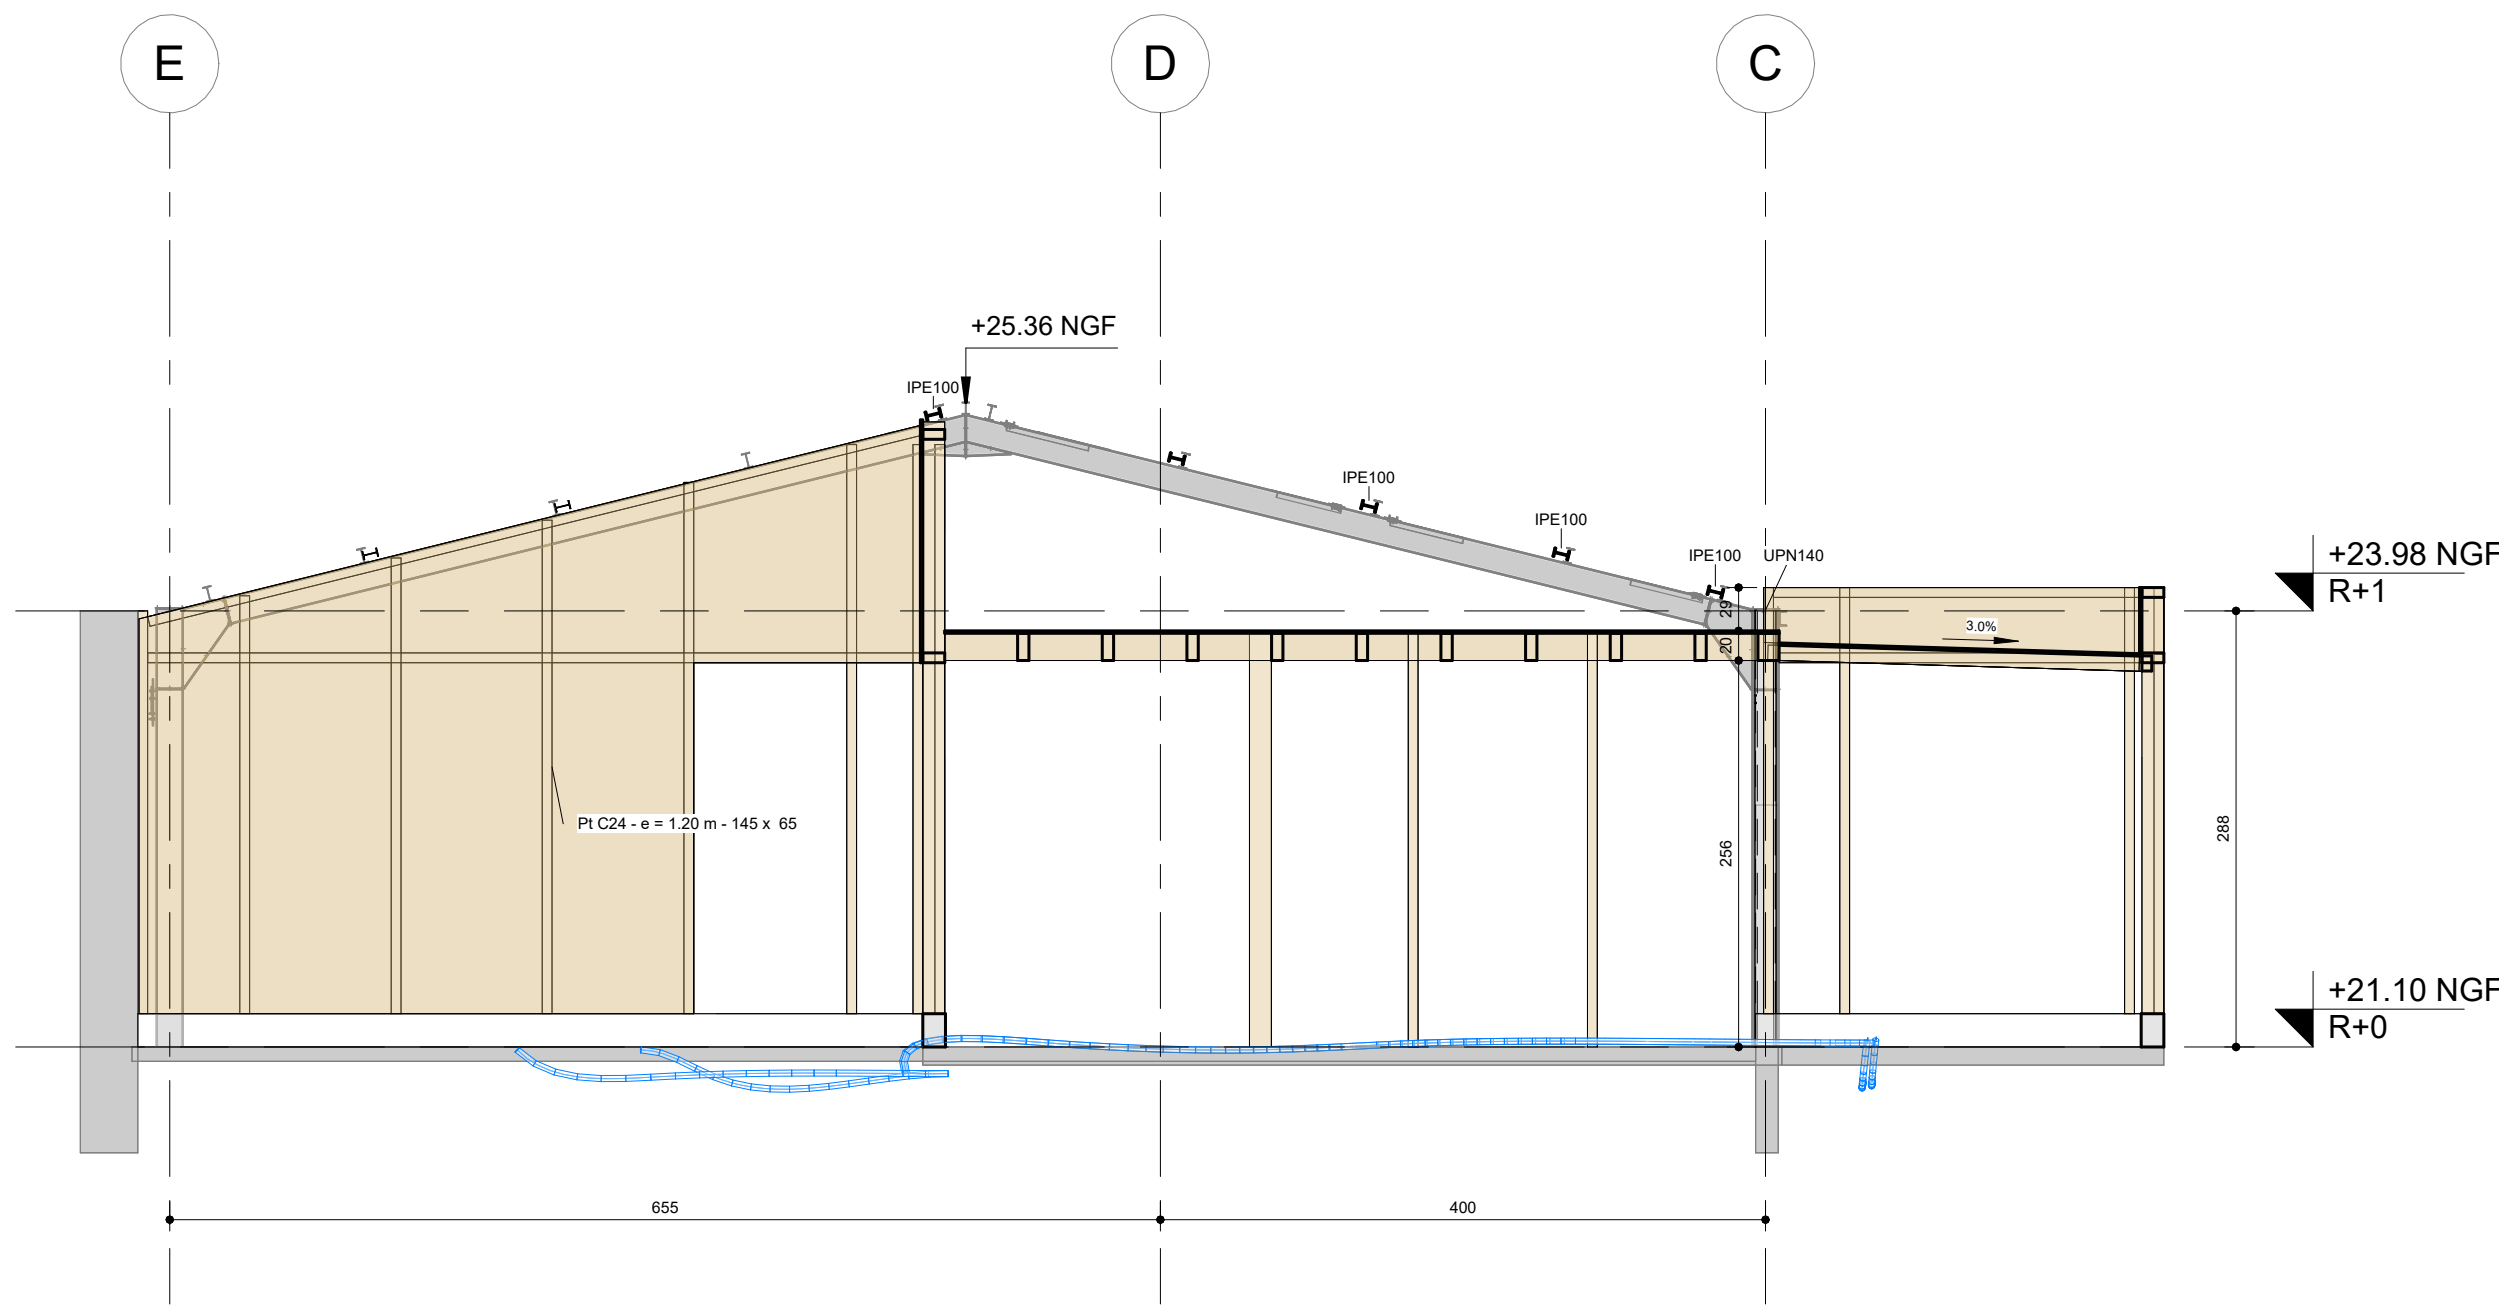 E
D
C
+25.36 NGF
IPE100
IPE100
IPE100
IPE100
UPN140
+23.98 NGF
R+1
29
20
3.0%
Pt C24 - e = 1.20 m - 145 x 65
256
288
+21.10 NGF
R+0
655
400